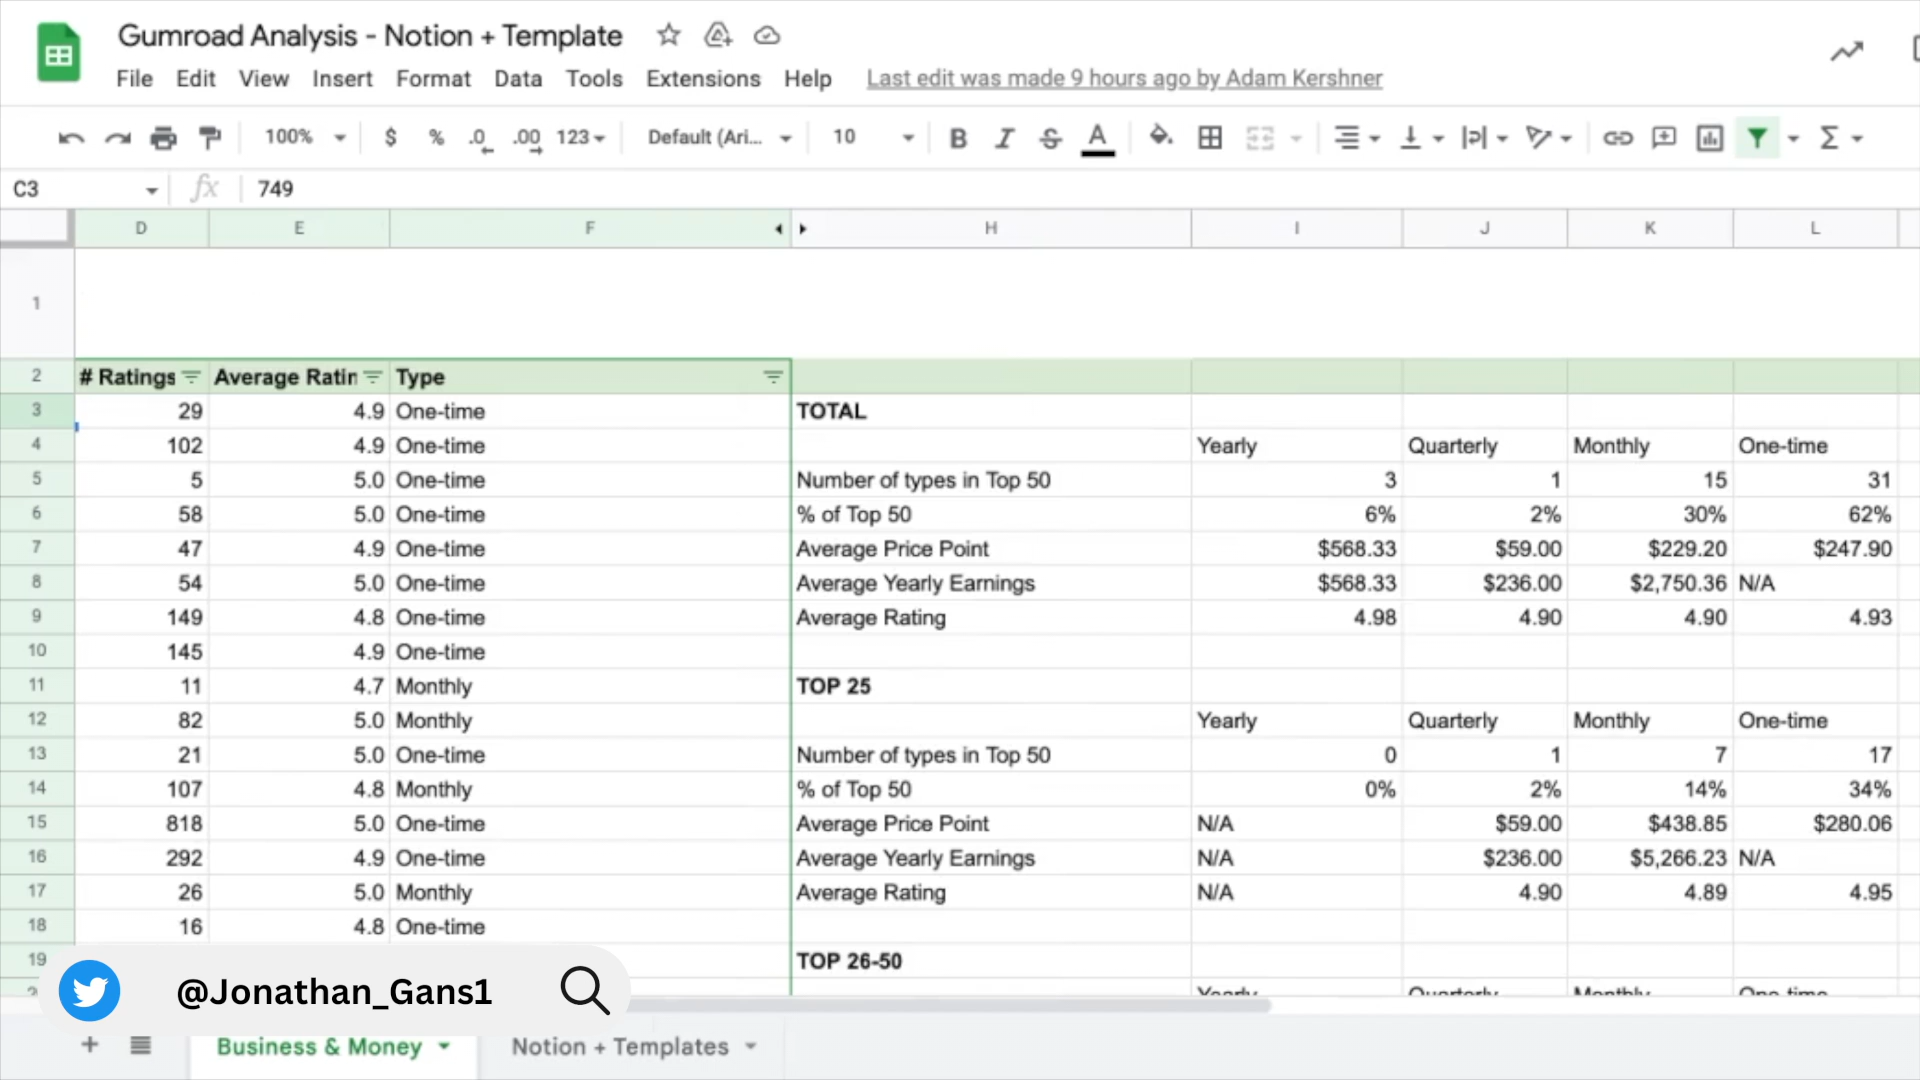 Gumroad Analysis - Notion + Template
File Edit View Insert Format Data Tools Extensions Help Last edit was made 9 hours ago by Adam Kershner
100% $ % .0 .00 123 Default (Ari... 10 B I S A
C3 fx 749
D E F H I J K L
1
2 # Ratings Average Ratin Type
3 29 4.9 One-time TOTAL
4 102 4.9 One-time Yearly Quarterly Monthly One-time
5 5 5.0 One-time Number of types in Top 50 3 1 15 31
6 58 5.0 One-time % of Top 50 6% 2% 30% 62%
7 47 4.9 One-time Average Price Point $568.33 $59.00 $229.20 $247.90
8 54 5.0 One-time Average Yearly Earnings $568.33 $236.00 $2,750.36 N/A
9 149 4.8 One-time Average Rating 4.98 4.90 4.90 4.93
10 145 4.9 One-time
11 11 4.7 Monthly TOP 25
12 82 5.0 Monthly Yearly Quarterly Monthly One-time
13 21 5.0 One-time Number of types in Top 50 0 1 7 17
14 107 4.8 Monthly % of Top 50 0% 2% 14% 34%
15 818 5.0 One-time Average Price Point N/A $59.00 $438.85 $280.06
16 292 4.9 One-time Average Yearly Earnings N/A $236.00 $5,266.23 N/A
17 26 5.0 Monthly Average Rating N/A 4.90 4.89 4.95
18 16 4.8 One-time
19 TOP 26-50
Yearly Quarterly Monthly One-time
@Jonathan_Gans1
Business & Money Notion + Templates